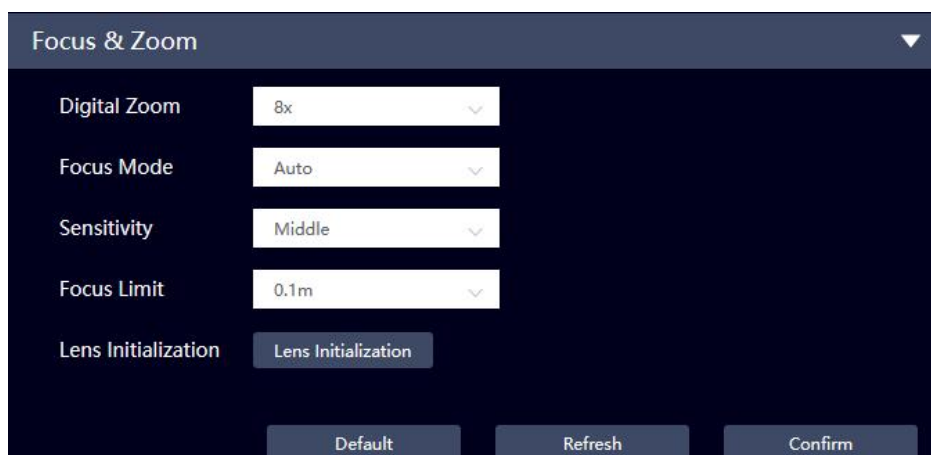 Focus & Zoom
Digital Zoom 8x
Focus Mode Auto
Sensitivity Middle
Focus Limit 0.1m
Lens Initialization Lens Initialization
Default Refresh Confirm